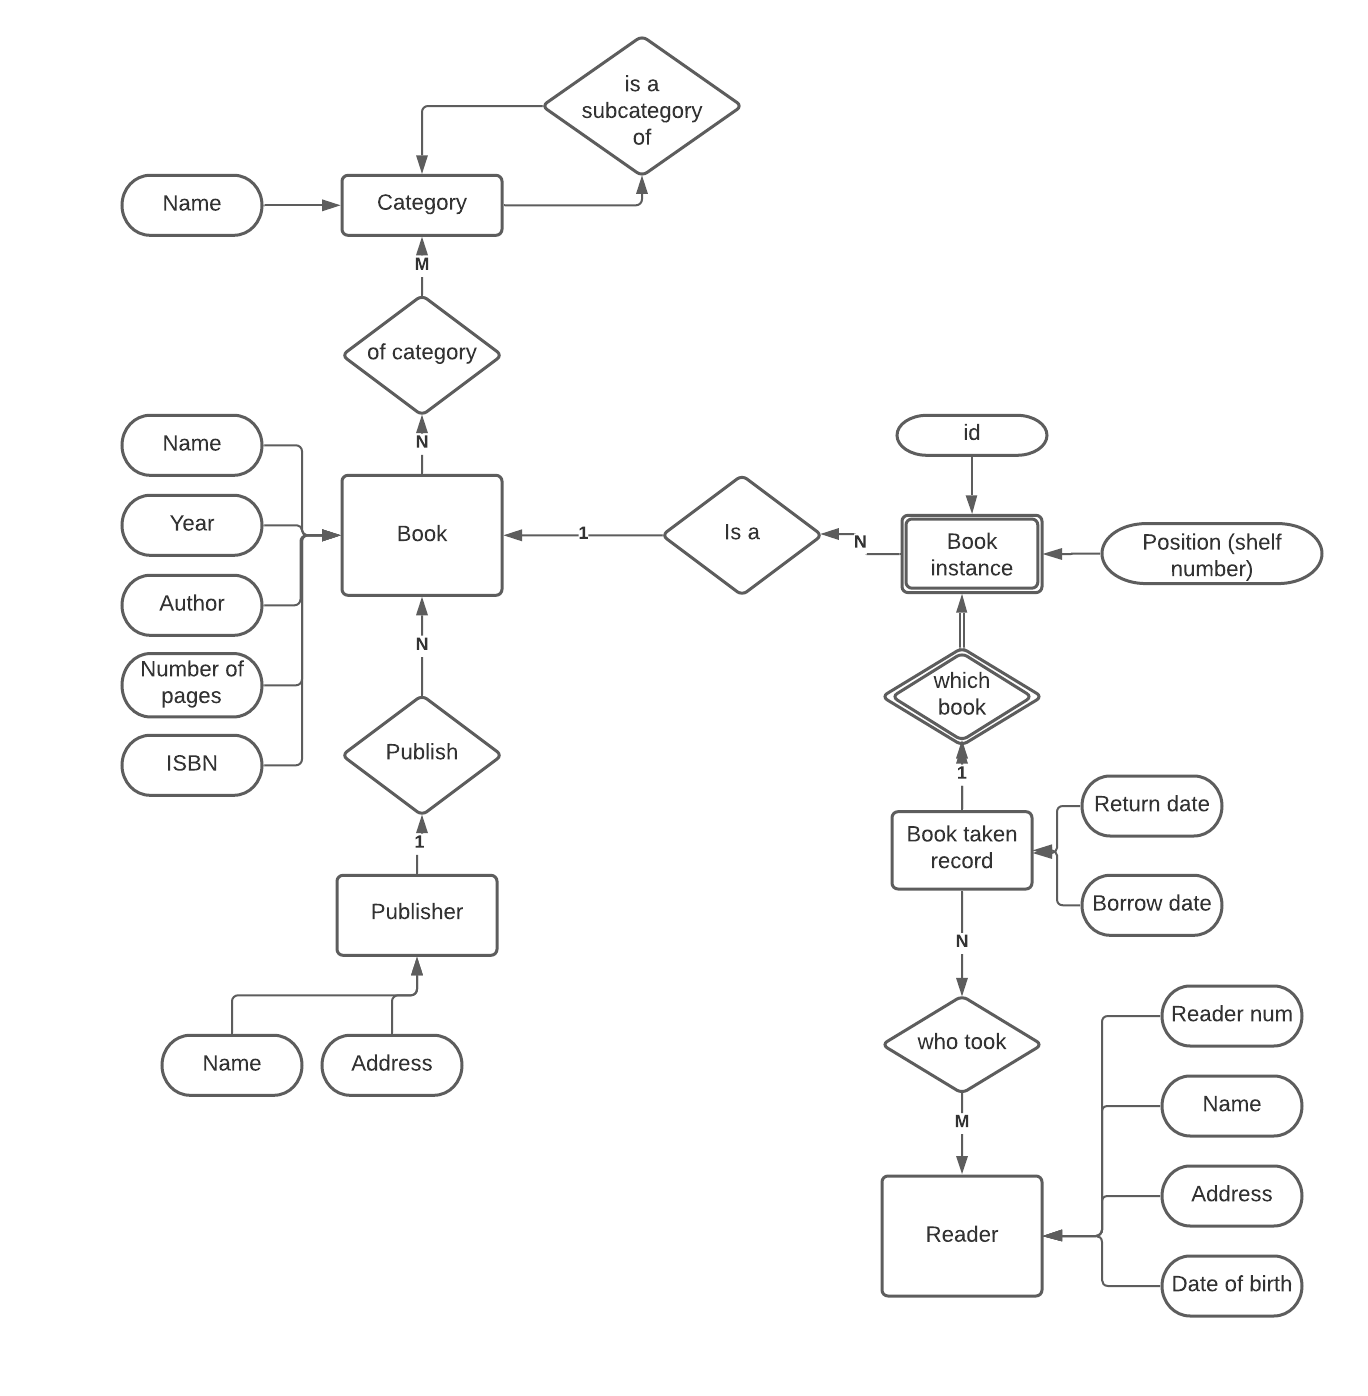 is a
subcategory
of
Name
Category
M
of category
N
Name
Year
Author
Number of
pages
ISBN
Book
1
Is a
N
id
Book
instance
Position (shelf
number)
which
book
1
N
Publish
1
Publisher
Name
Address
Book taken
record
Return date
Borrow date
N
who took
M
Reader
Reader num
Name
Address
Date of birth